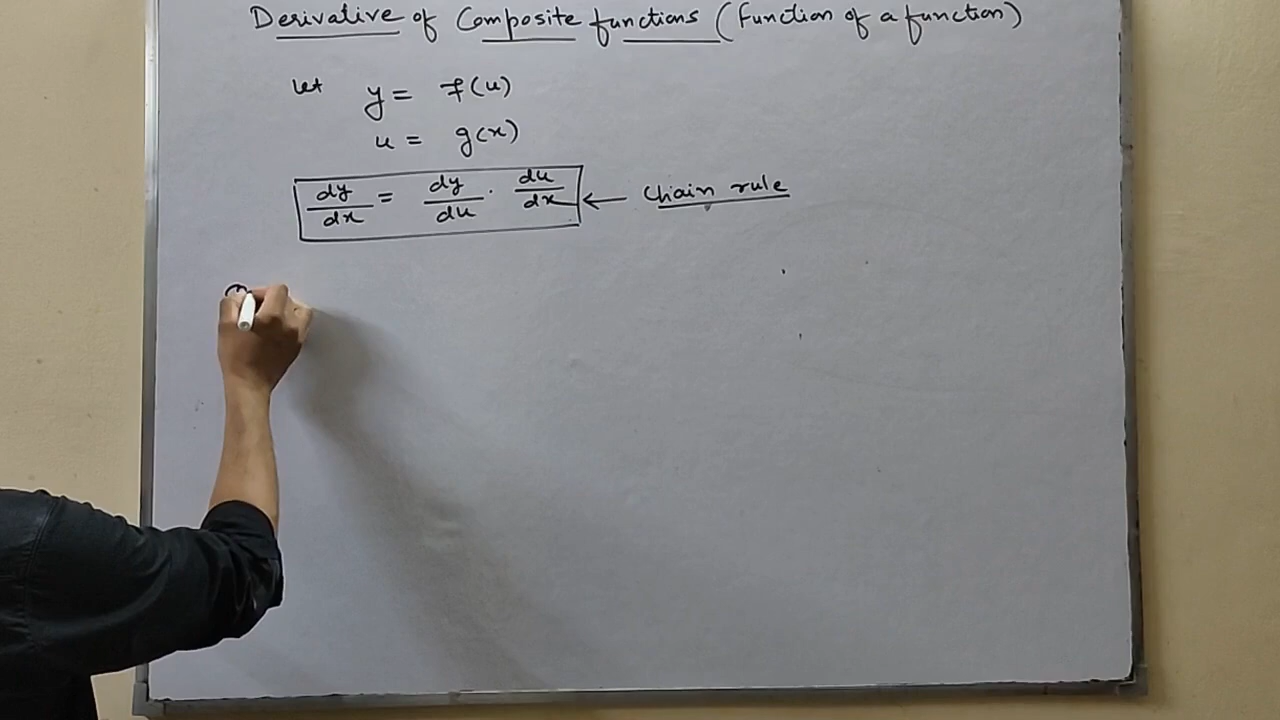 Derivative of Composite functions (Function of a function)
Let y = f(u)
u = g(x)
dy/dx = dy/du · du/dx ← Chain rule